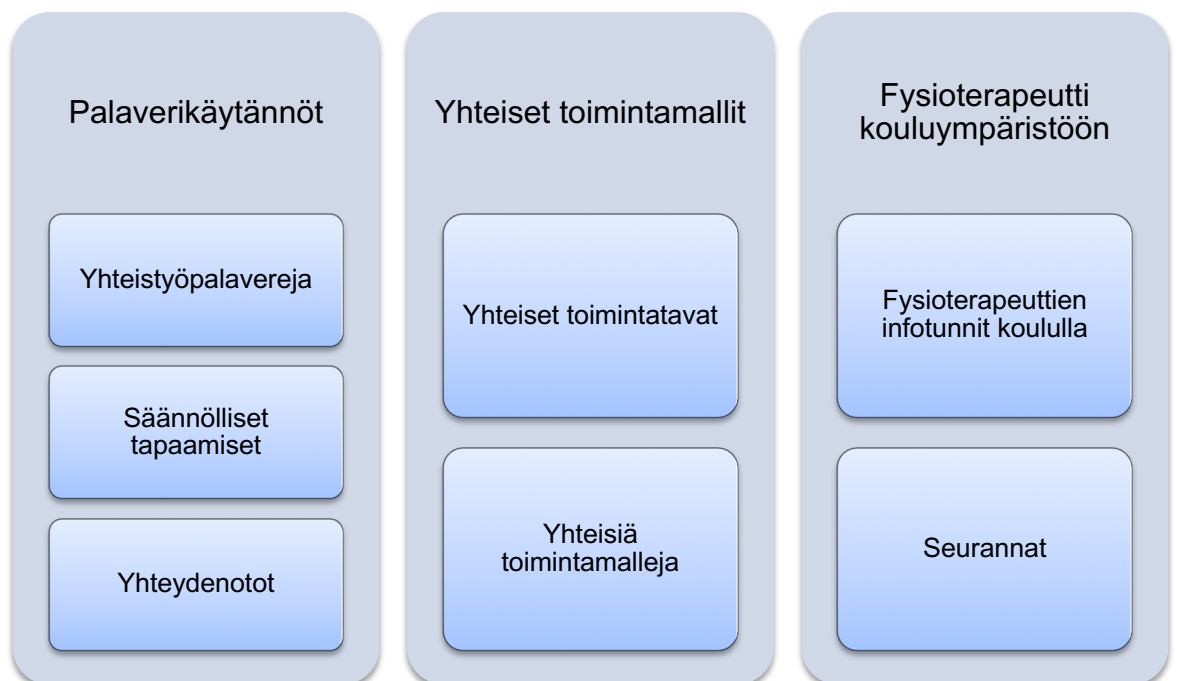 Palaverikäytännöt
Yhteistyöpalavereja
Säännölliset
tapaamiset
Yhteydenotot
Yhteiset toimintamallit
Yhteiset toimintatavat
Yhteisiä
toimintamalleja
Fysioterapeutti
kouluympäristöön
Fysioterapeuttien
infotunnit koululla
Seurannat